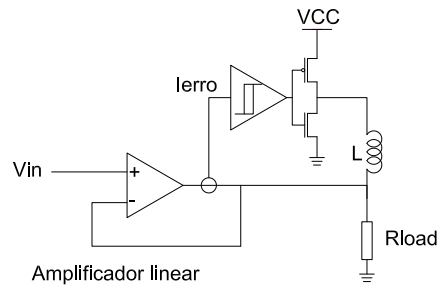 VCC
Ierro
Vin
+
-
L
Rload
Amplificador linear